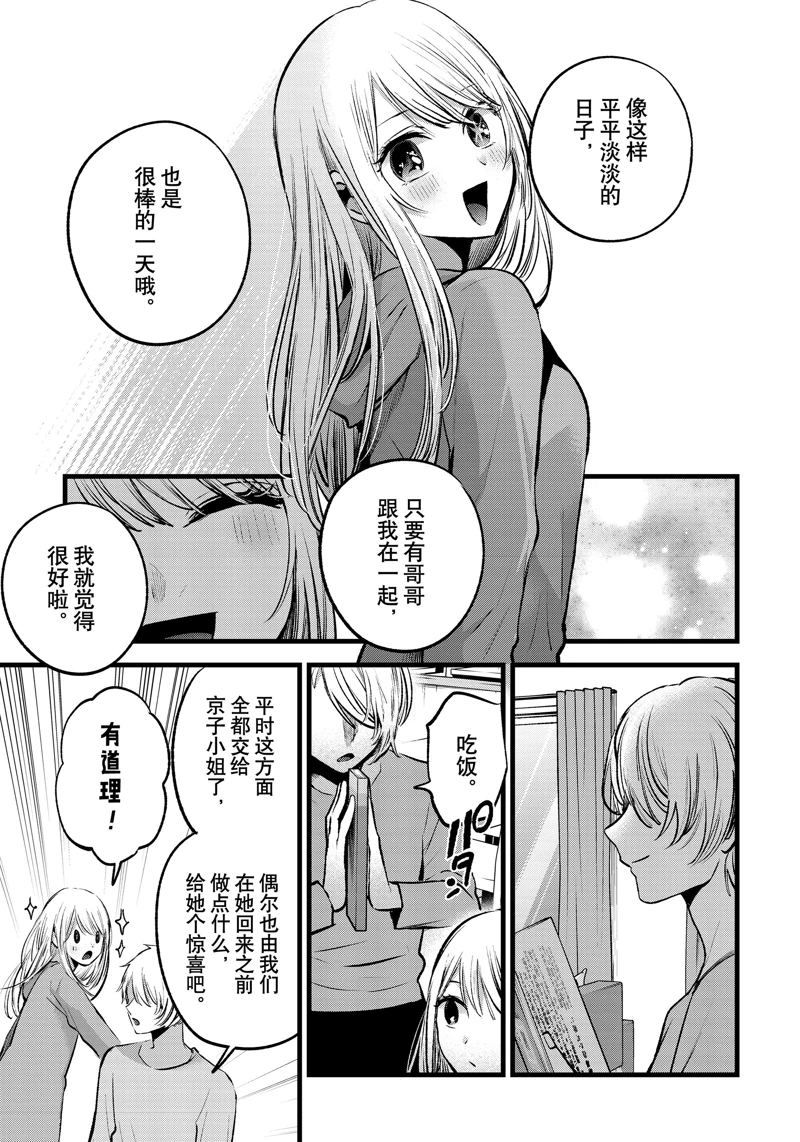 像这样
平平淡淡的
日子，
也是
很棒的一天哦。
只要有哥哥
跟我在一起，
我就觉得
很好啦。
吃饭。
平时这方面
全都交给
京子小姐了，
偶尔也由我们
在她回来之前
做点什么，
给她个惊喜吧。
有道理！